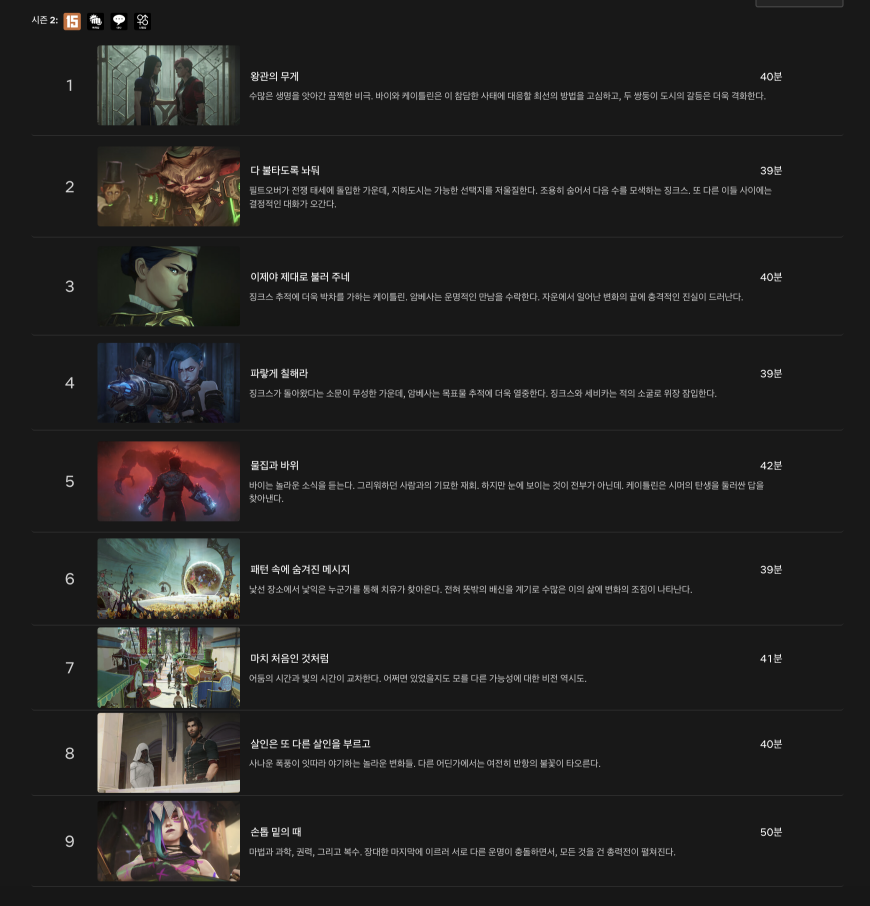 시즌 2: 15
1
왕관의 무게
40분
수많은 생명을 앗아간 끔찍한 비극. 바이와 케이틀린은 이 참담한 사태에 대응할 최선의 방법을 고심하고, 두 쌍둥이 도시의 갈등은 더욱 격화한다.
2
다 불타도록 놔둬
39분
필트오버가 전쟁 태세에 돌입한 가운데, 지하도시는 가능한 선택지를 저울질한다. 조용히 숨어서 다음 수를 모색하는 징크스. 또 다른 이들 사이에는
결정적인 대화가 오간다.
3
이제야 제대로 불러 주네
40분
징크스 추적에 더욱 박차를 가하는 케이틀린. 암베사는 운명적인 만남을 수락한다. 자운에서 일어난 변화의 끝에 충격적인 진실이 드러난다.
4
파랗게 칠해라
39분
징크스가 돌아왔다는 소문이 무성한 가운데, 암베사는 목표물 추적에 더욱 열중한다. 징크스와 세비카는 적의 소굴로 위장 잠입한다.
5
물집과 바위
42분
바이는 놀라운 소식을 듣는다. 그리워하던 사람과의 기묘한 재회. 하지만 눈에 보이는 것이 전부가 아닌데. 케이틀린은 시머의 탄생을 둘러싼 답을
찾아낸다.
6
패턴 속에 숨겨진 메시지
39분
낯선 장소에서 낯익은 누군가를 통해 치유가 찾아온다. 전혀 뜻밖의 배신을 계기로 수많은 이의 삶에 변화의 조짐이 나타난다.
7
마치 처음인 것처럼
41분
어둠의 시간과 빛의 시간이 교차한다. 어쩌면 있었을지도 모를 다른 가능성에 대한 비전 역시도.
8
살인은 또 다른 살인을 부르고
40분
사나운 폭풍이 잇따라 야기하는 놀라운 변화들. 다른 어딘가에서는 여전히 반항의 불꽃이 타오른다.
9
손톱 밑의 때
50분
마법과 과학, 권력, 그리고 복수. 장대한 마지막에 이르러 서로 다른 운명이 충돌하면서, 모든 것을 건 총력전이 펼쳐진다.